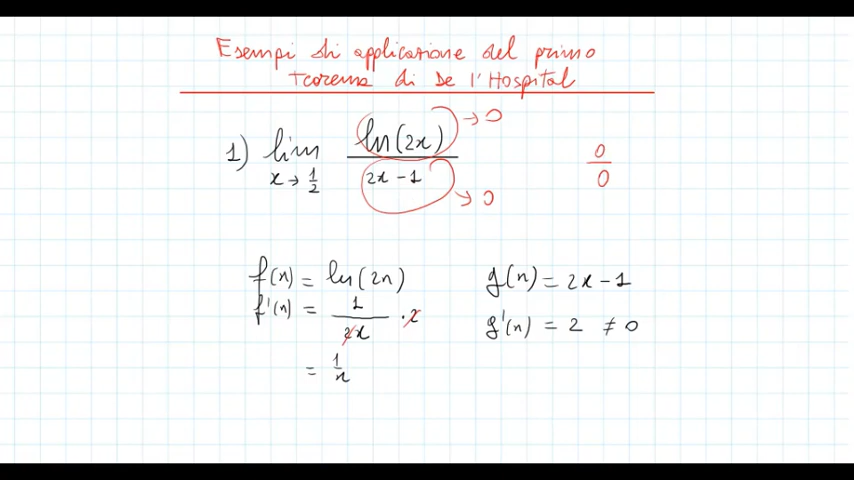 Esempi di applicazione del primo
Teorema di De l'Hospital
1) lim x→1/2 ln(2x) / 2x-1 →0 →0 0/0
f(x) = ln(2x) g(x) = 2x-1
f'(x) = 1/2x · 2 g'(x) = 2 ≠ 0
= 1/x